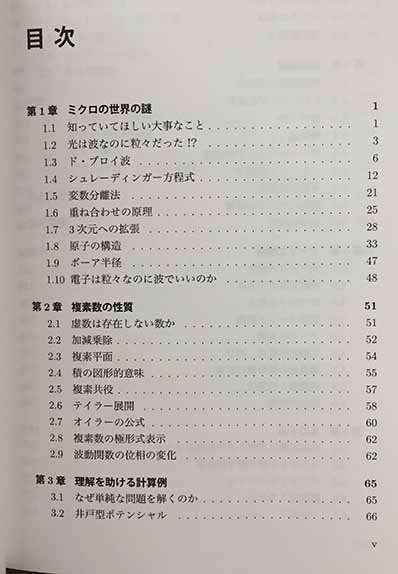 目次
第1章 ミクロの世界の謎 1
1.1 知っていてほしい大事なこと . . . . . . . . . . . . . . . . . 1
1.2 光は波なのに粒々だった!? . . . . . . . . . . . . . . . . . 3
1.3 ド・ブロイ波 . . . . . . . . . . . . . . . . . 6
1.4 シュレーディンガー方程式 . . . . . . . . . . . . . . . . . 12
1.5 変数分離法 . . . . . . . . . . . . . . . . . 21
1.6 重ね合わせの原理 . . . . . . . . . . . . . . . . . 25
1.7 3次元への拡張 . . . . . . . . . . . . . . . . . 28
1.8 原子の構造 . . . . . . . . . . . . . . . . . 33
1.9 ボーア半径 . . . . . . . . . . . . . . . . . 47
1.10 電子は粒々なのに波でいいのか . . . . . . . . . . . . . . . . . 48
第2章 複素数の性質 51
2.1 虚数は存在しない数か . . . . . . . . . . . . . . . . . 51
2.2 加減乗除 . . . . . . . . . . . . . . . . . 52
2.3 複素平面 . . . . . . . . . . . . . . . . . 54
2.4 積の図形的意味 . . . . . . . . . . . . . . . . . 55
2.5 複素共役 . . . . . . . . . . . . . . . . . 57
2.6 テイラー展開 . . . . . . . . . . . . . . . . . 58
2.7 オイラーの公式 . . . . . . . . . . . . . . . . . 60
2.8 複素数の極形式表示 . . . . . . . . . . . . . . . . . 62
2.9 波動関数の位相の変化 . . . . . . . . . . . . . . . . . 62
第3章 理解を助ける計算例 65
3.1 なぜ単純な問題を解くのか . . . . . . . . . . . . . . . . . 65
3.2 井戸型ポテンシャル . . . . . . . . . . . . . . . . . 66
v